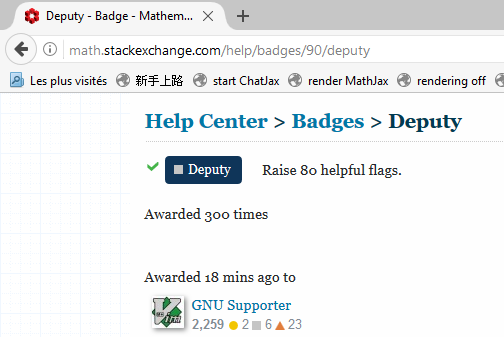 Deputy - Badge - Mathem...
math.stackexchange.com/help/badges/90/deputy
Les plus visités 新手上路 start ChatJax render MathJax rendering off
Help Center > Badges > Deputy
Deputy Raise 80 helpful flags.
Awarded 300 times
Awarded 18 mins ago to
GNU Supporter
2,259 2 6 23